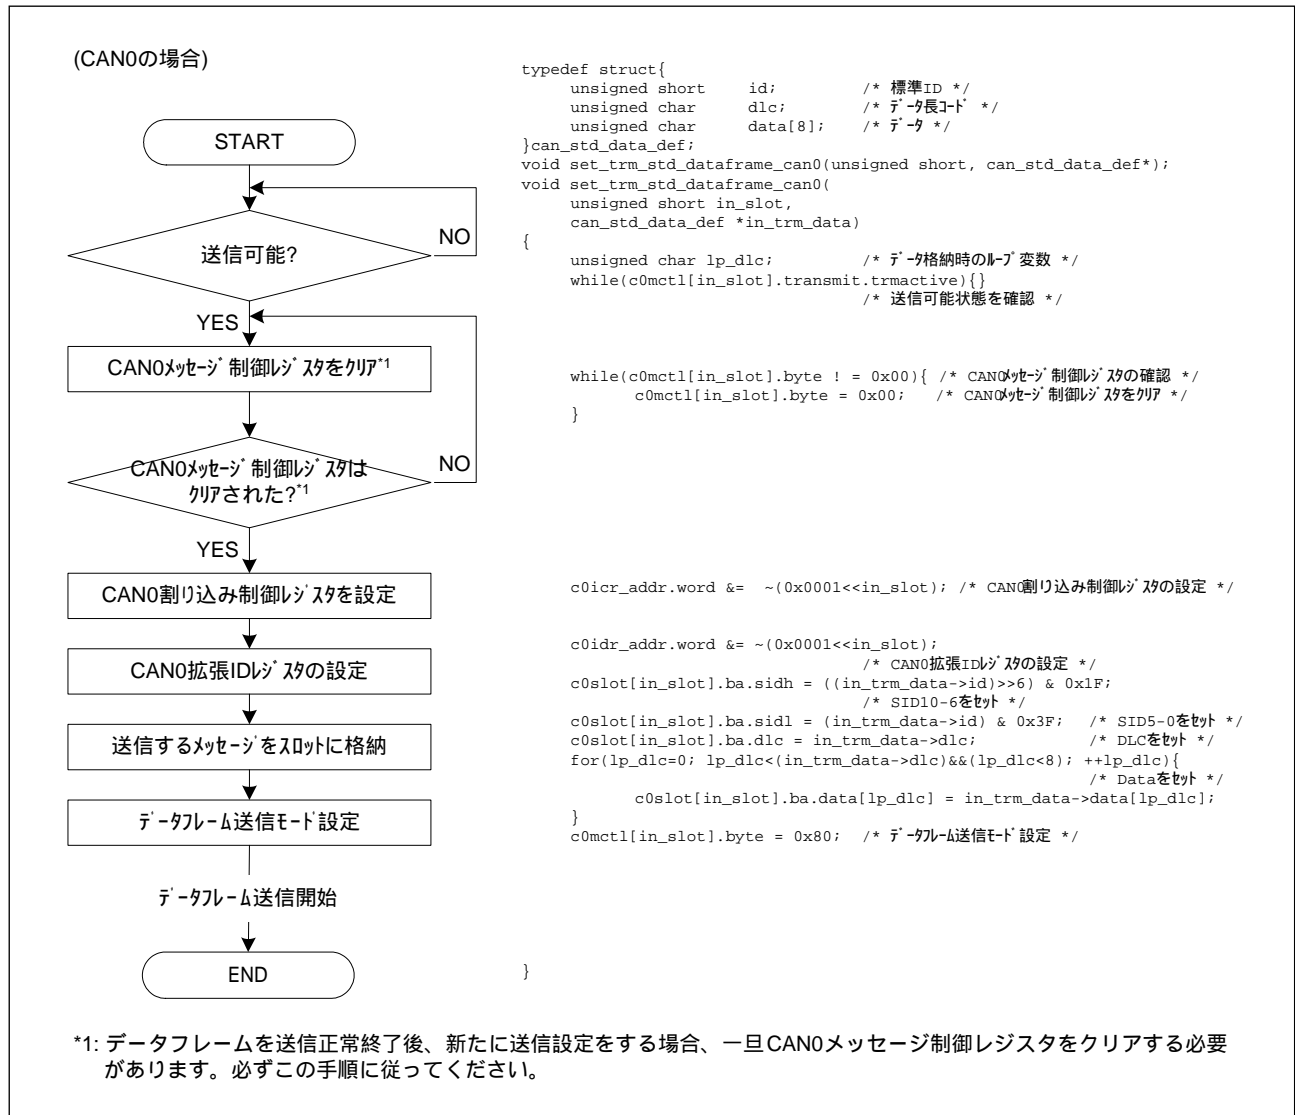 (CAN0の場合)
START
送信可能?
NO
YES
CAN0ﾒｯｾｰｼﾞ制御ﾚｼﾞｽﾀをｸﾘｱ*1
CAN0ﾒｯｾｰｼﾞ制御ﾚｼﾞｽﾀは
ｸﾘｱされた?*1
NO
YES
CAN0割り込み制御ﾚｼﾞｽﾀを設定
CAN0拡張IDﾚｼﾞｽﾀの設定
送信するﾒｯｾｰｼﾞをｽﾛｯﾄに格納
ﾃﾞｰﾀﾌﾚｰﾑ送信ﾓｰﾄﾞ設定
ﾃﾞｰﾀﾌﾚｰﾑ送信開始
END
typedef struct{
unsigned short id; /* 標準ID */
unsigned char dlc; /* ﾃﾞｰﾀ長ｺｰﾄﾞ */
unsigned char data[8]; /* ﾃﾞｰﾀ */
}can_std_data_def;
void set_trm_std_dataframe_can0(unsigned short, can_std_data_def*);
void set_trm_std_dataframe_can0(
unsigned short in_slot,
can_std_data_def *in_trm_data)
{
unsigned char lp_dlc; /* ﾃﾞｰﾀ格納時のﾙｰﾌﾟ変数 */
while(c0mctl[in_slot].transmit.trmactive){}
/* 送信可能状態を確認 */
while(c0mctl[in_slot].byte ! = 0x00){ /* CAN0ﾒｯｾｰｼﾞ制御ﾚｼﾞｽﾀの確認 */
c0mctl[in_slot].byte = 0x00; /* CAN0ﾒｯｾｰｼﾞ制御ﾚｼﾞｽﾀをｸﾘｱ */
}
c0icr_addr.word &= ~(0x0001<<in_slot); /* CAN0割り込み制御ﾚｼﾞｽﾀの設定 */
c0idr_addr.word &= ~(0x0001<<in_slot);
/* CAN0拡張IDﾚｼﾞｽﾀの設定 */
c0slot[in_slot].ba.sidh = ((in_trm_data->id)>>6) & 0x1F;
/* SID10-6をｾｯﾄ */
c0slot[in_slot].ba.sidl = (in_trm_data->id) & 0x3F; /* SID5-0をｾｯﾄ */
c0slot[in_slot].ba.dlc = in_trm_data->dlc; /* DLCをｾｯﾄ */
for(lp_dlc=0; lp_dlc<(in_trm_data->dlc)&&(lp_dlc<8); ++lp_dlc){
/* Dataをｾｯﾄ */
c0slot[in_slot].ba.data[lp_dlc] = in_trm_data->data[lp_dlc];
}
c0mctl[in_slot].byte = 0x80; /* ﾃﾞｰﾀﾌﾚｰﾑ送信ﾓｰﾄﾞ設定 */
}
*1: データフレームを送信正常終了後、新たに送信設定をする場合、一旦CAN0メッセージ制御レジスタをクリアする必要
があります。必ずこの手順に従ってください。